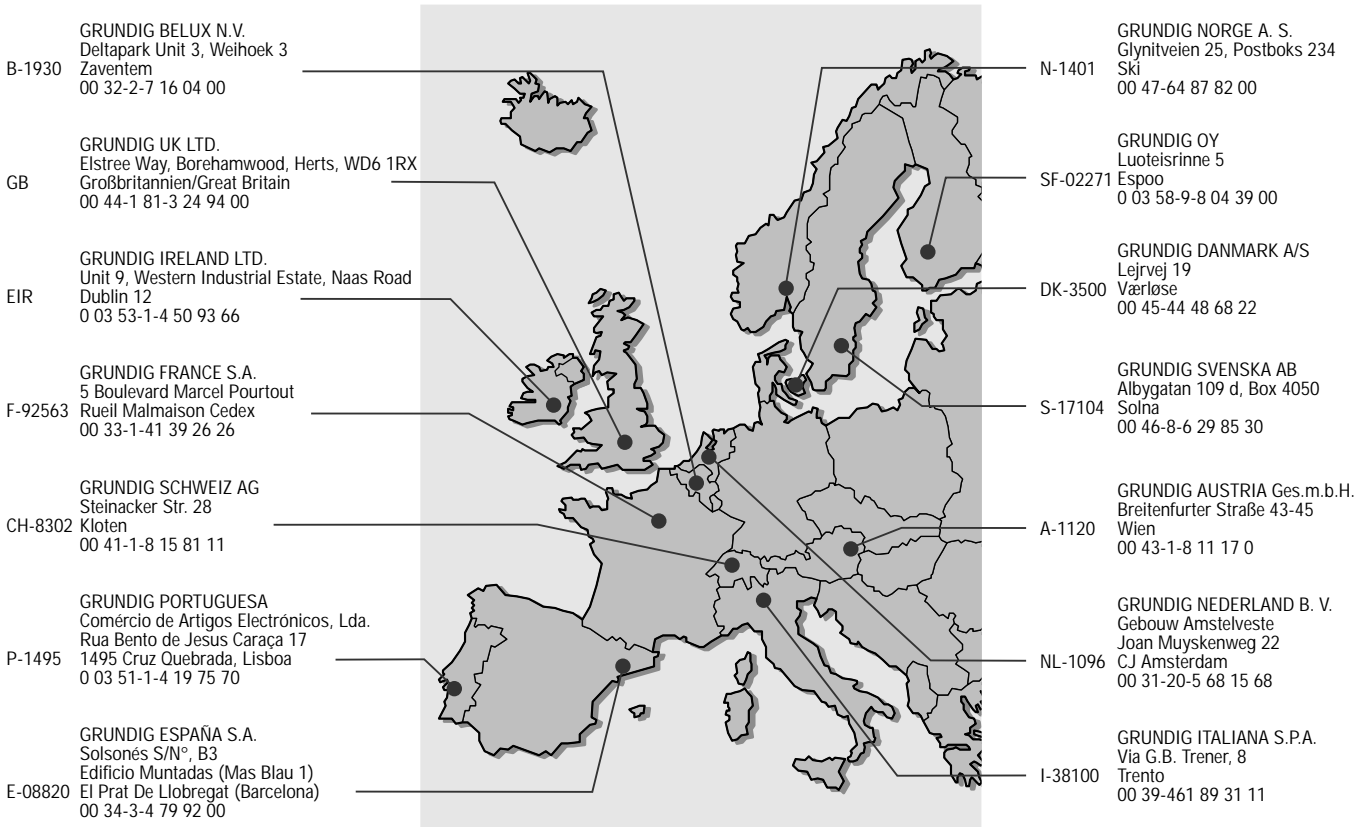 GRUNDIG BELUX N.V.
Deltapark Unit 3, Weihoek 3
B-1930 Zaventem
00 32-2-7 16 04 00
GRUNDIG UK LTD.
Elstree Way, Borehamwood, Herts, WD6 1RX
GB Großbritannien/Great Britain
00 44-1 81-3 24 94 00
GRUNDIG IRELAND LTD.
Unit 9, Western Industrial Estate, Naas Road
EIR Dublin 12
0 03 53-1-4 50 93 66
GRUNDIG FRANCE S.A.
5 Boulevard Marcel Pourtout
F-92563 Rueil Malmaison Cedex
00 33-1-41 39 26 26
GRUNDIG SCHWEIZ AG
Steinacker Str. 28
CH-8302 Kloten
00 41-1-8 15 81 11
GRUNDIG PORTUGUESA
Comércio de Artigos Electrónicos, Lda.
Rua Bento de Jesus Caraça 17
P-1495 1495 Cruz Quebrada, Lisboa
0 03 51-1-4 19 75 70
GRUNDIG ESPAÑA S.A.
Solsonés S/N°, B3
Edificio Muntadas (Mas Blau 1)
E-08820 El Prat De Llobregat (Barcelona)
00 34-3-4 79 92 00
GRUNDIG NORGE A. S.
Glynitveien 25, Postboks 234
N-1401 Ski
00 47-64 87 82 00
GRUNDIG OY
Luoteisrinne 5
SF-02271 Espoo
0 03 58-9-8 04 39 00
GRUNDIG DANMARK A/S
Lejrvej 19
DK-3500 Værløse
00 45-44 48 68 22
GRUNDIG SVENSKA AB
Albygatan 109 d, Box 4050
S-17104 Solna
00 46-8-6 29 85 30
GRUNDIG AUSTRIA Ges.m.b.H.
Breitenfurter Straße 43-45
A-1120 Wien
00 43-1-8 11 17 0
GRUNDIG NEDERLAND B. V.
Gebouw Amstelveste
Joan Muyskenweg 22
NL-1096 CJ Amsterdam
00 31-20-5 68 15 68
GRUNDIG ITALIANA S.P.A.
Via G.B. Trener, 8
I-38100 Trento
00 39-461 89 31 11